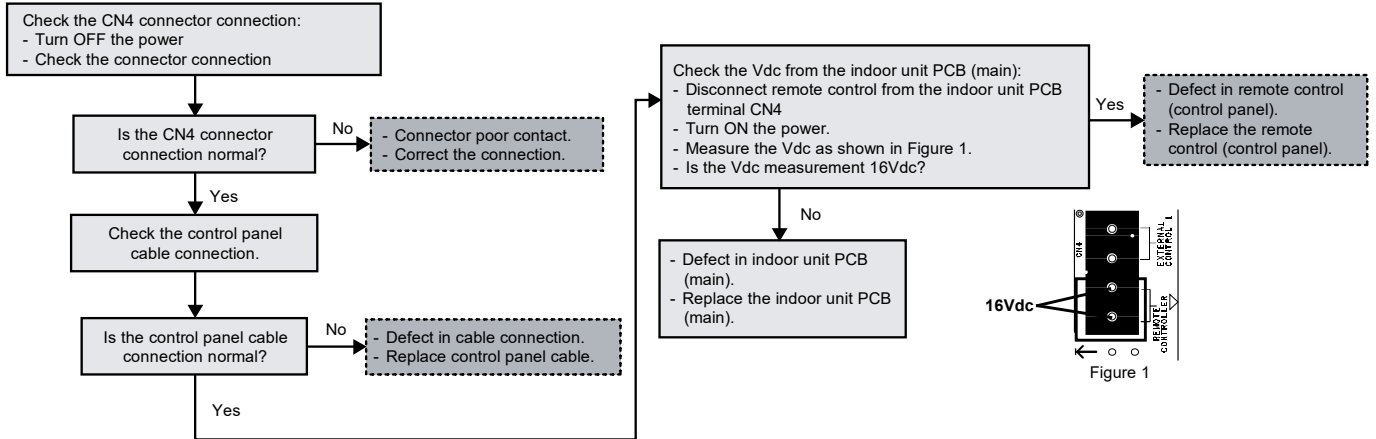 Check the CN4 connector connection:
- Turn OFF the power
- Check the connector connection
Is the CN4 connector
connection normal?
No
- Connector poor contact.
- Correct the connection.
Yes
Check the control panel
cable connection.
Is the control panel cable
connection normal?
No
- Defect in cable connection.
- Replace control panel cable.
Yes
Check the Vdc from the indoor unit PCB (main):
- Disconnect remote control from the indoor unit PCB
terminal CN4
- Turn ON the power.
- Measure the Vdc as shown in Figure 1.
- Is the Vdc measurement 16Vdc?
Yes
- Defect in remote control
(control panel).
- Replace the remote
control (control panel).
No
- Defect in indoor unit PCB
(main).
- Replace the indoor unit PCB
(main).
CN4
EXTERNAL
CONTROL
16Vdc
REMOTE
CONTROLLER
Figure 1